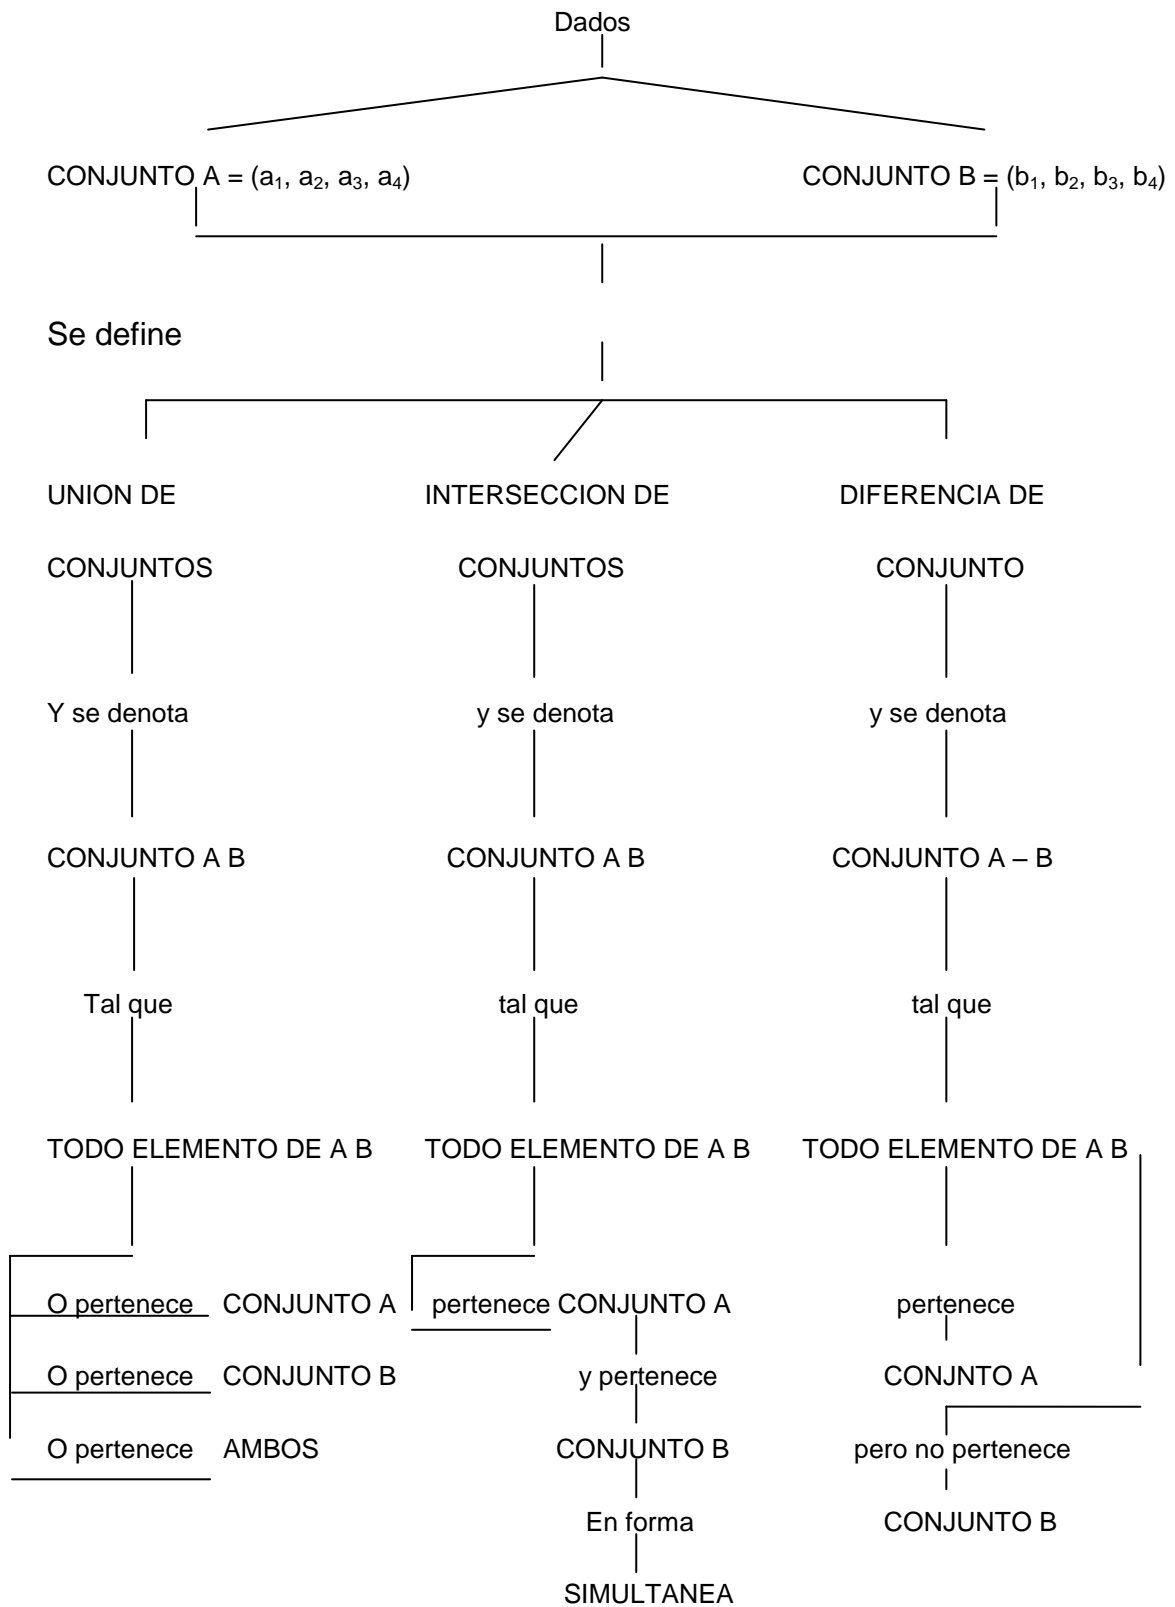 Dados
CONJUNTO A = (a₁, a₂, a₃, a₄) CONJUNTO B = (b₁, b₂, b₃, b₄)
Se define
UNION DE INTERSECCION DE DIFERENCIA DE
CONJUNTOS CONJUNTOS CONJUNTO
Y se denota y se denota y se denota
CONJUNTO A B CONJUNTO A B CONJUNTO A – B
Tal que tal que tal que
TODO ELEMENTO DE A B TODO ELEMENTO DE A B TODO ELEMENTO DE A B
O pertenece CONJUNTO A pertenece CONJUNTO A pertenece
O pertenece CONJUNTO B y pertenece CONJNTO A
O pertenece AMBOS CONJUNTO B pero no pertenece
En forma CONJUNTO B
SIMULTANEA